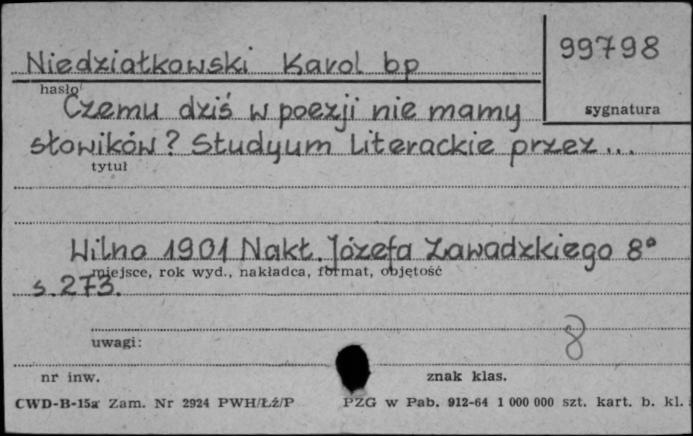 99798
Niedziałkowski Karol bp
hasło
Czemu dziś w poezji nie mamy
sygnatura
słowików? Studyum Literackie przez...
tytuł
Wilno 1901 Nakł. Józefa Zawadzkiego 8°
miejsce, rok wyd., nakładca, format, objętość
s. 273.
8
uwagi:
nr inw. znak klas.
CWD-B-15a Zam. Nr 2924 PWH/Łź/P PZG w Pab. 912-64 1 000 000 szt. kart. b. kl.